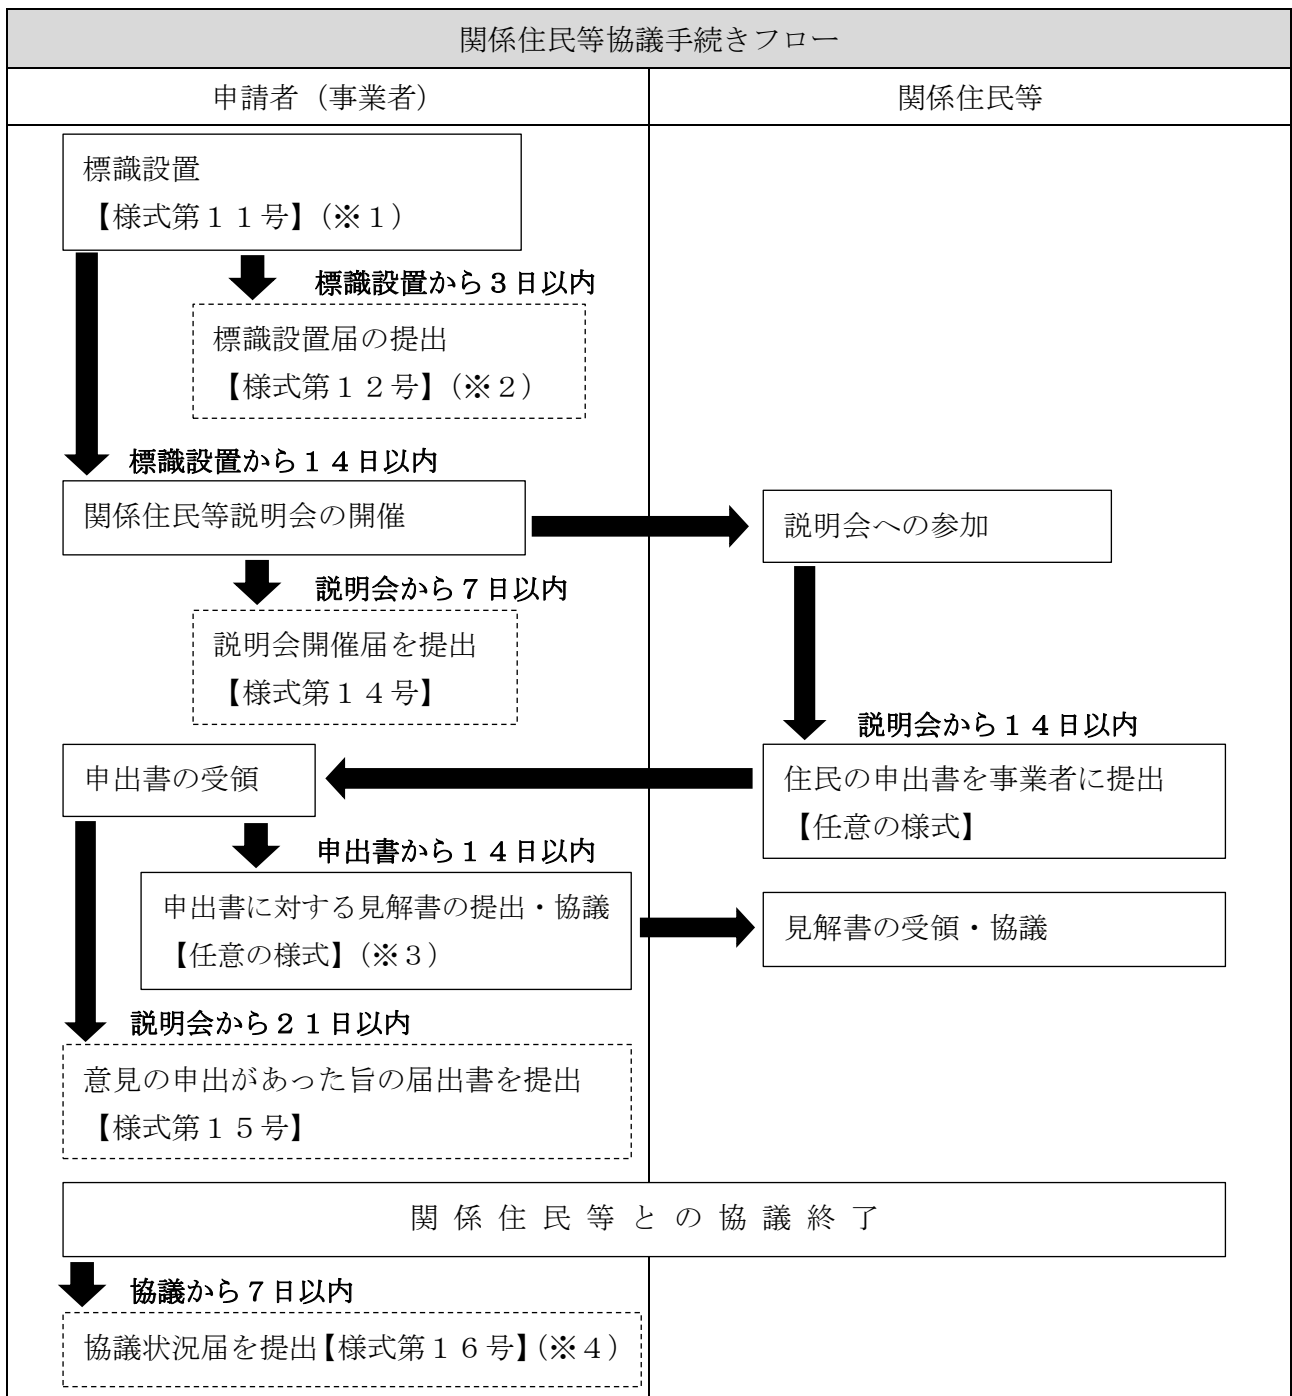 関係住民等協議手続きフロー
申請者（事業者）
関係住民等
標識設置
【様式第１１号】（※１）
標識設置から３日以内
標識設置届の提出
【様式第１２号】（※２）
標識設置から１４日以内
関係住民等説明会の開催
説明会への参加
説明会から７日以内
説明会開催届を提出
【様式第１４号】
説明会から１４日以内
申出書の受領
住民の申出書を事業者に提出
【任意の様式】
申出書から１４日以内
申出書に対する見解書の提出・協議
【任意の様式】（※３）
見解書の受領・協議
説明会から２１日以内
意見の申出があった旨の届出書を提出
【様式第１５号】
関係住民等との協議終了
協議から７日以内
協議状況届を提出【様式第１６号】（※４）